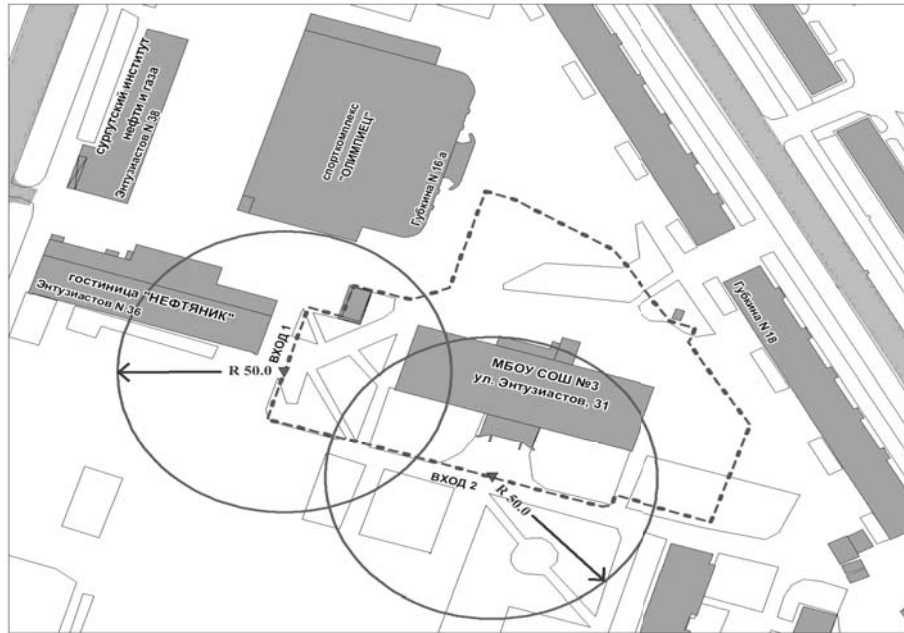 сургутский институт
нефти и газа
Энтузиастов N 38
спорткомплекс
"ОЛИМПИЕЦ"
Губкина N 16 а
гостиница "НЕФТЯНИК"
Энтузиастов N 36
ВХОД 1
R 50.0
МБОУ СОШ №3
ул. Энтузиастов, 31
Губкина N 18
ВХОД 2
R 50.0